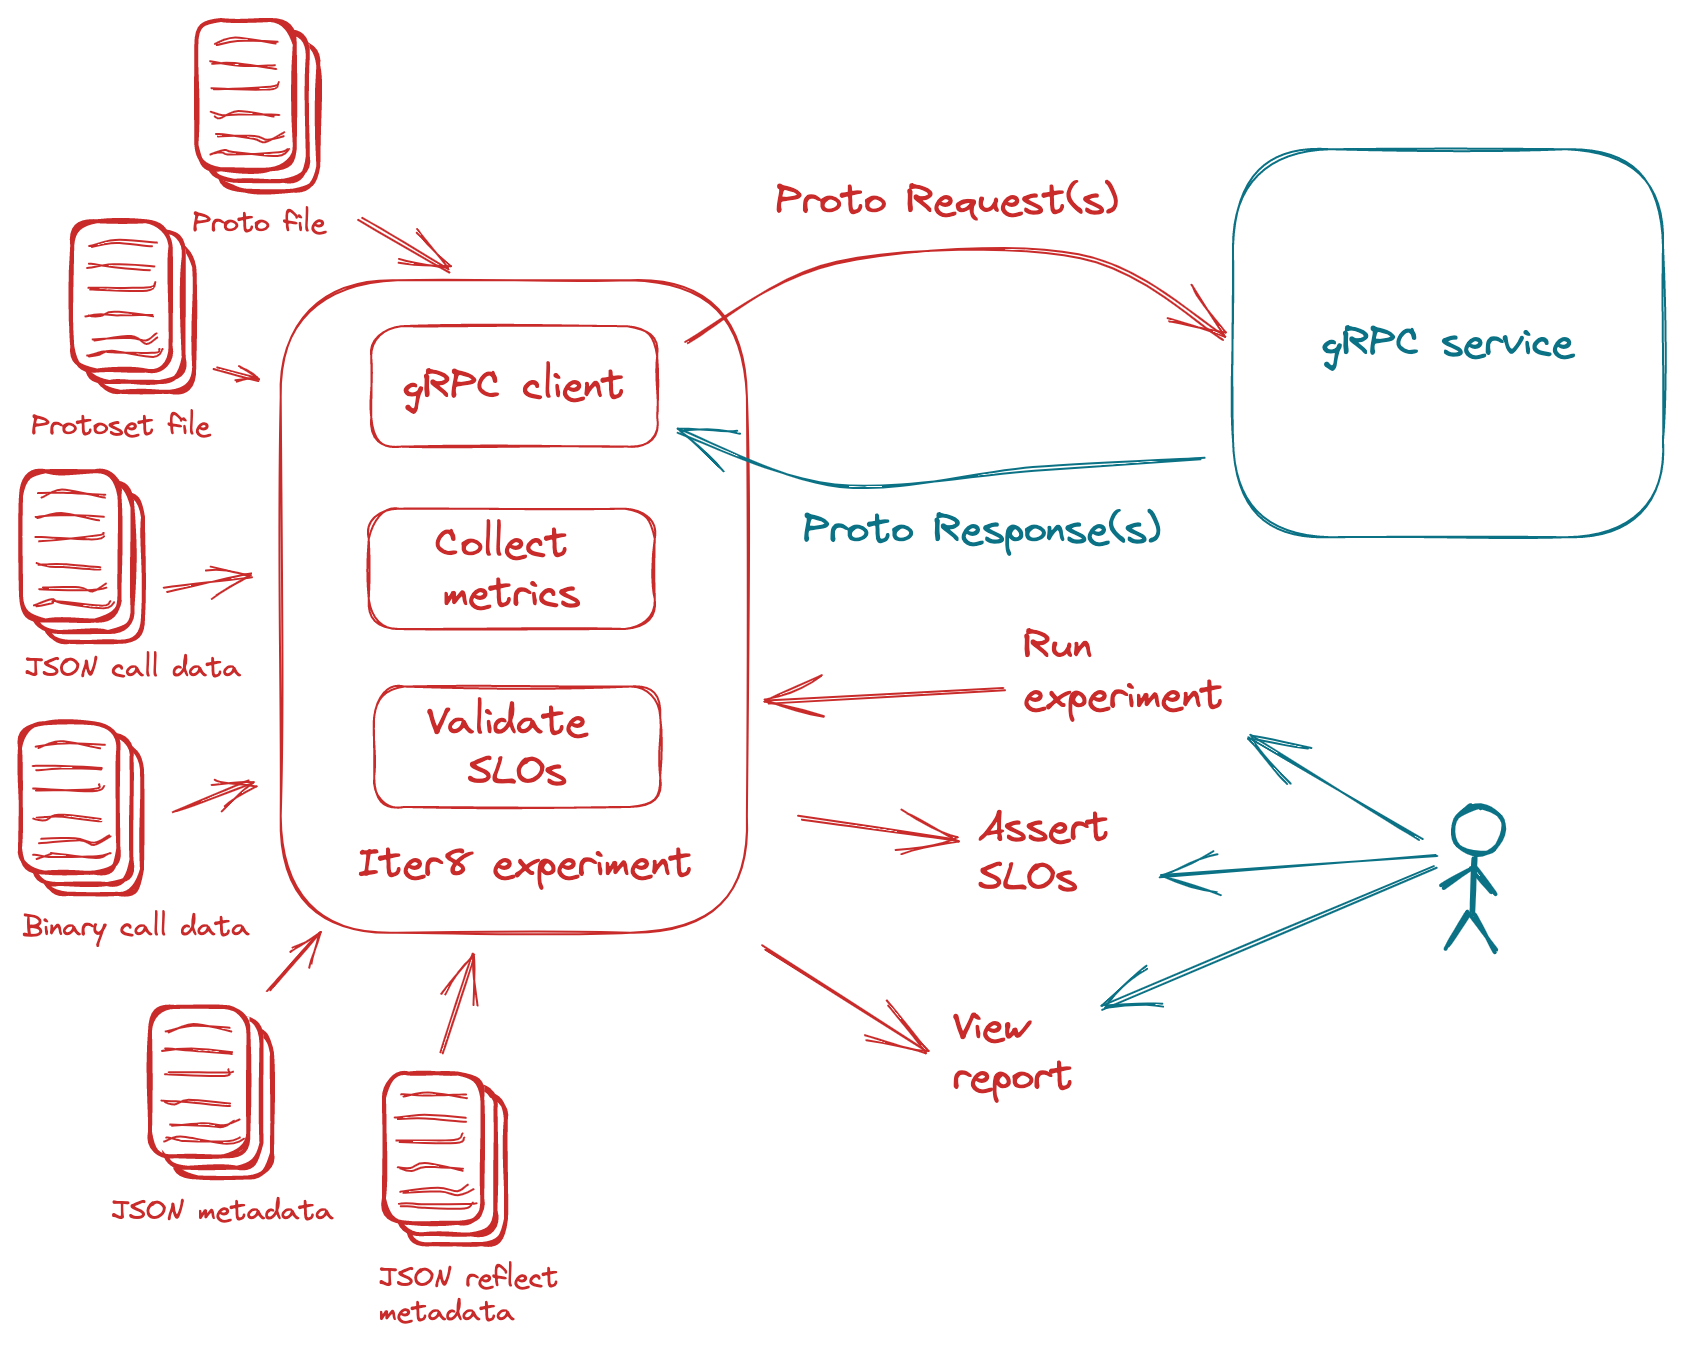 Proto file
Proto Request(s)
gRPC service
gRPC client
Protoset file
Proto Response(s)
Collect
metrics
JSON call data
Run
experiment
Validate
SLOs
Assert
SLOs
Iter8 experiment
Binary call data
View
report
JSON metadata
JSON reflect
metadata